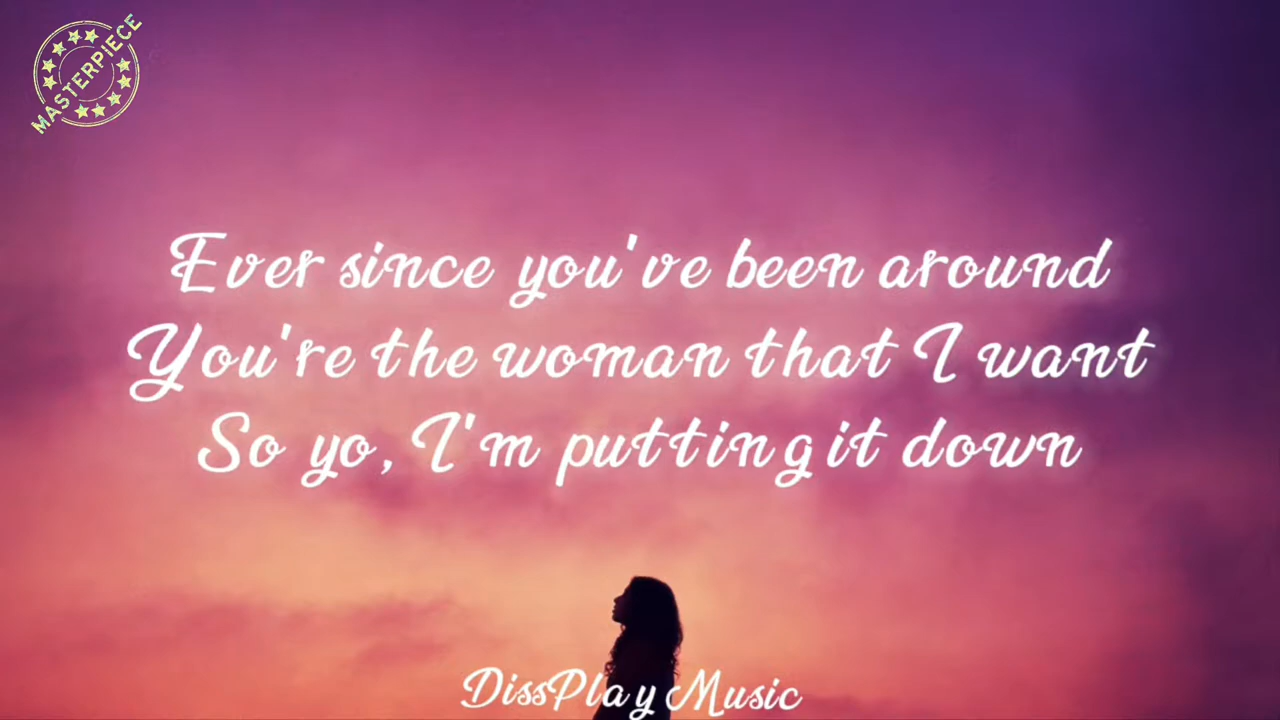 MASTERPIECE
Ever since you've been around
You're the woman that I want
So yo, I'm putting it down
DissPlay Music